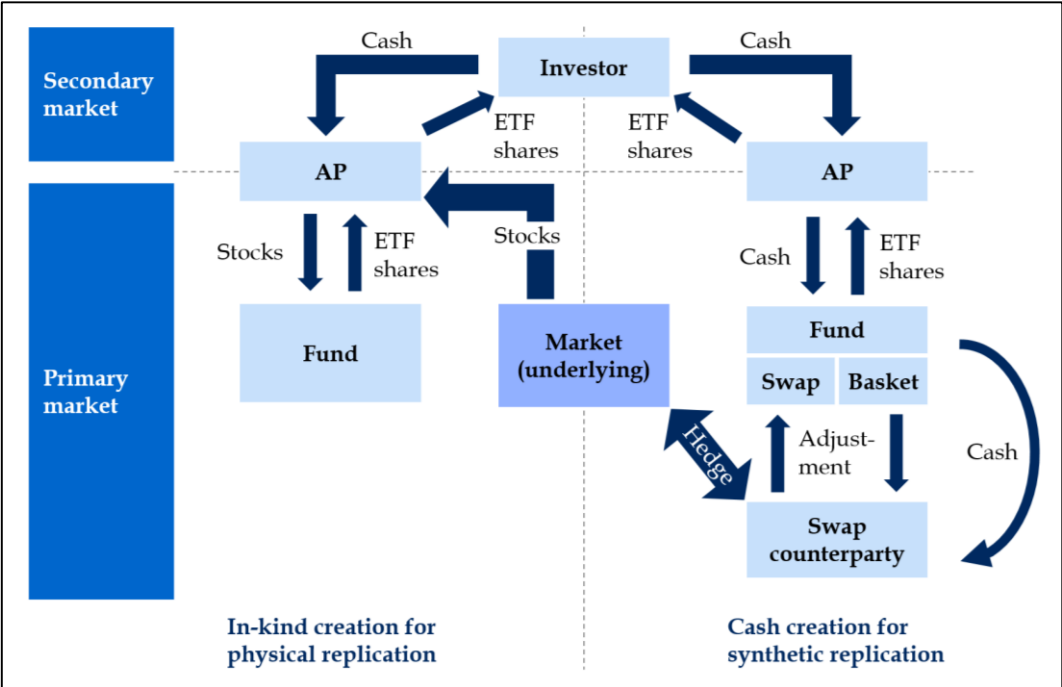 Secondary
market
Cash
Investor
Cash
ETF
shares
ETF
shares
AP
AP
Primary
market
Stocks
ETF
shares
Stocks
Cash
ETF
shares
Fund
Market
(underlying)
Fund
Swap
Basket
Hedge
Adjust-
ment
Cash
Swap
counterparty
In-kind creation for
physical replication
Cash creation for
synthetic replication